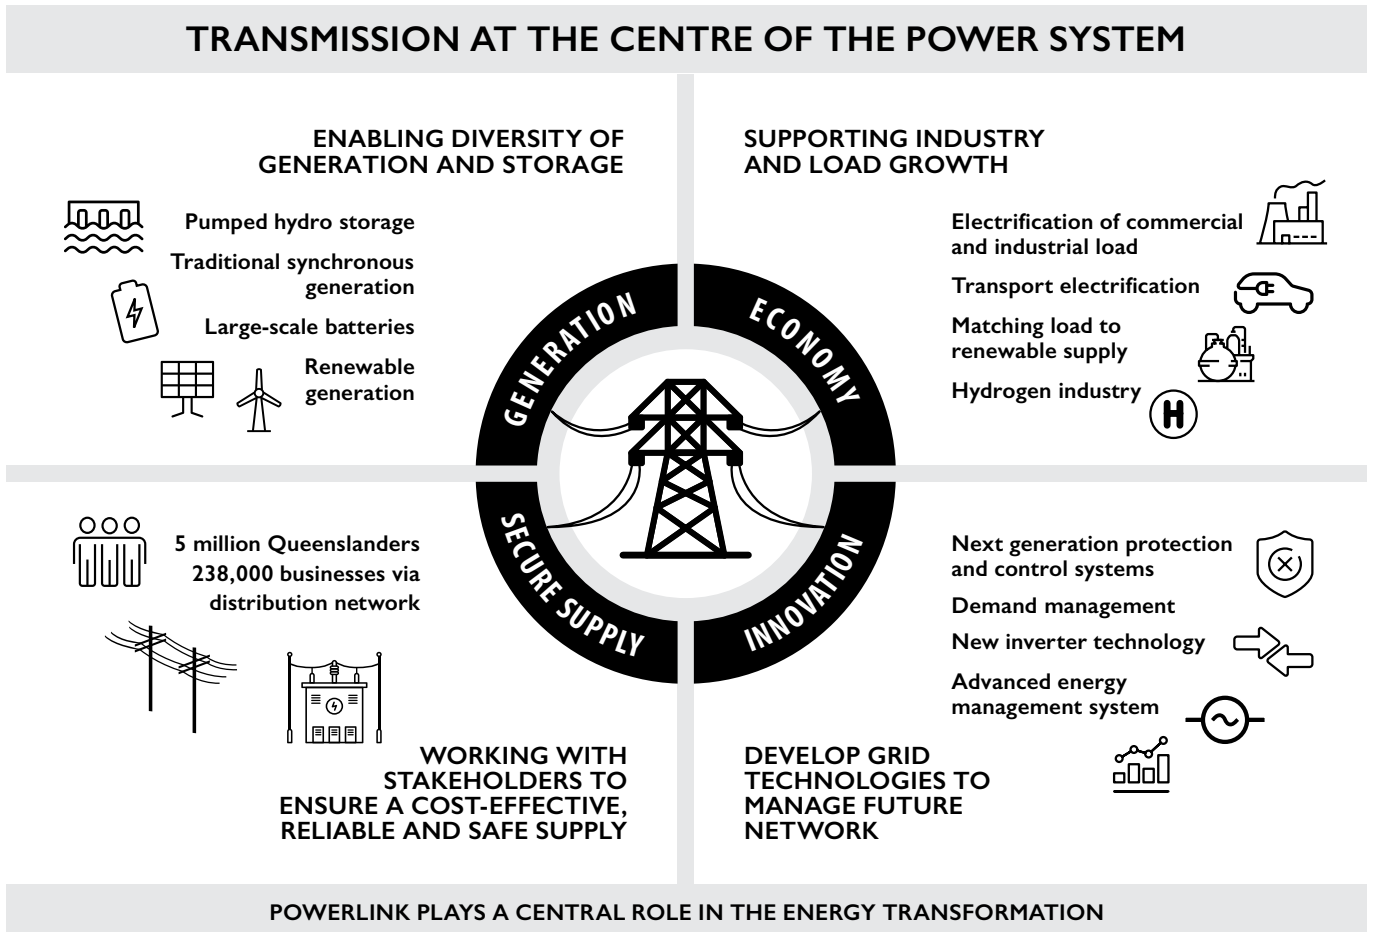 TRANSMISSION AT THE CENTRE OF THE POWER SYSTEM
ENABLING DIVERSITY OF
GENERATION AND STORAGE
Pumped hydro storage
Traditional synchronous
generation
Large-scale batteries
Renewable
generation
SUPPORTING INDUSTRY
AND LOAD GROWTH
Electrification of commercial
and industrial load
Transport electrification
Matching load to
renewable supply
Hydrogen industry
H
GENERATION
ECONOMY
SECURE SUPPLY
INNOVATION
5 million Queenslanders
238,000 businesses via
distribution network
WORKING WITH
STAKEHOLDERS TO
ENSURE A COST-EFFECTIVE,
RELIABLE AND SAFE SUPPLY
Next generation protection
and control systems
Demand management
New inverter technology
Advanced energy
management system
DEVELOP GRID
TECHNOLOGIES TO
MANAGE FUTURE
NETWORK
POWERLINK PLAYS A CENTRAL ROLE IN THE ENERGY TRANSFORMATION